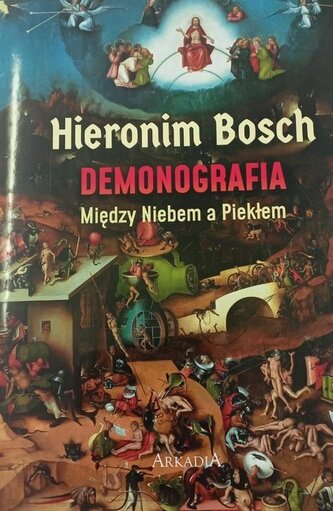 Hieronim Bosch
DEMONOGRAFIA
Między Niebem a Piekłem
ARKADIA